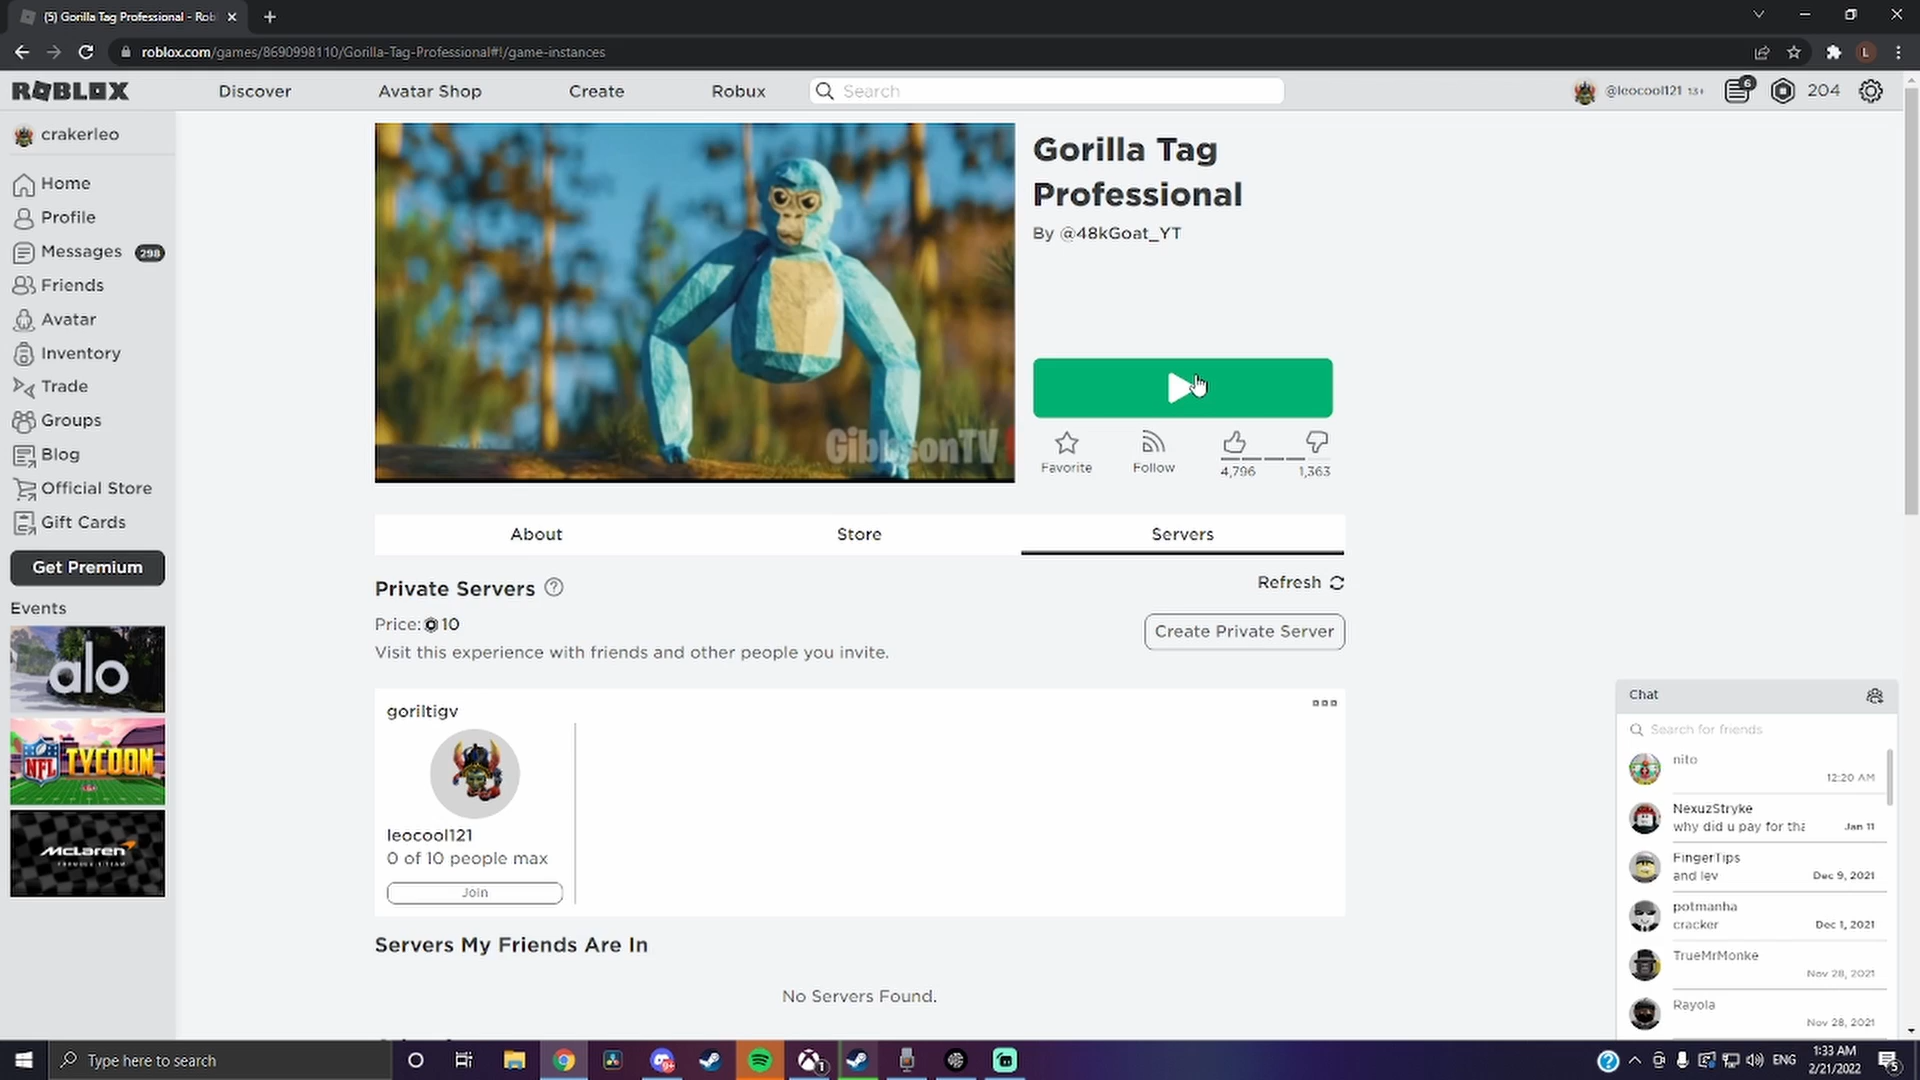 (5) Gorilla Tag Professional - Rob
roblox.com/games/8690998110/Gorilla-Tag-Professional#!/game-instances
L
ROBLOX
Discover
Avatar Shop
Create
Robux
Search
@leocool121 13+
6
204
crakerleo
Home
Profile
Messages 298
Friends
Avatar
Inventory
Trade
Groups
Blog
Official Store
Gift Cards
Get Premium
Events
alo
NFL TYCOON
McLaren
GibbsonTV
Gorilla Tag
Professional
By @48kGoat_YT
Favorite
Follow
4,796
1,363
About
Store
Servers
Private Servers
Refresh
Price: 10
Create Private Server
Visit this experience with friends and other people you invite.
goriltigv
leocool121
0 of 10 people max
Join
Servers My Friends Are In
No Servers Found.
Chat
Search for friends
nito
12:20 AM
NexuzStryke
why did u pay for tha
Jan 11
FingerTips
and lev
Dec 9, 2021
potmanha
cracker
Dec 1, 2021
TrueMrMonke
Nov 28, 2021
Rayola
Nov 28, 2021
Type here to search
ENG
1:33 AM
2/21/2022
5